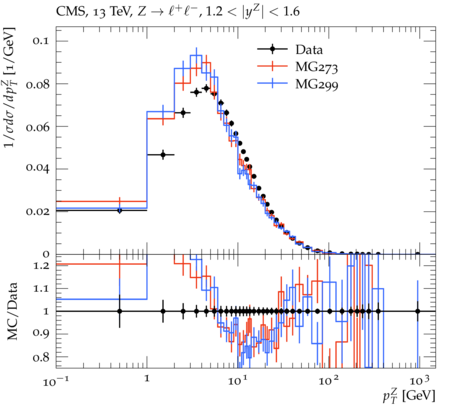 CMS, 13 TeV, Z → ℓ⁺ℓ⁻, 1.2 < |y^Z| < 1.6
1/σdσ/dp_T^Z [1/GeV]
0.1
0.08
0.06
0.04
0.02
0
Data
MG273
MG299
MC/Data
1.2
1.1
1
0.9
0.8
10⁻¹
1
10¹
10²
10³
p_T^Z [GeV]